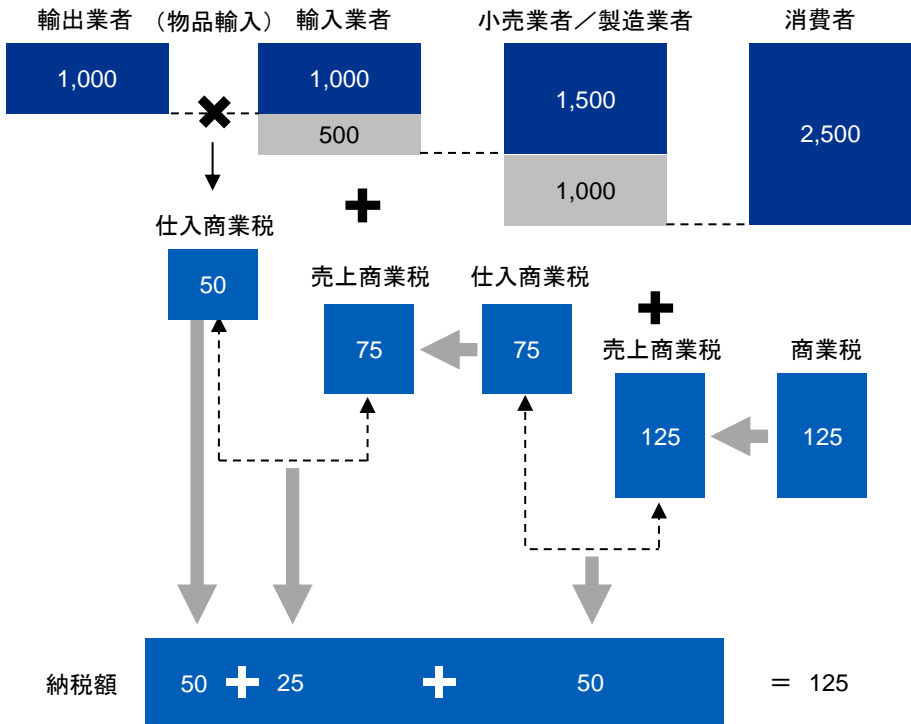 輸出業者 （物品輸入） 輸入業者 小売業者／製造業者 消費者
1,000 1,000 1,500 2,500
500 1,000
仕入商業税
50
売上商業税 仕入商業税
75 75
売上商業税 商業税
125 125
納税額 50 + 25 + 50 ＝ 125